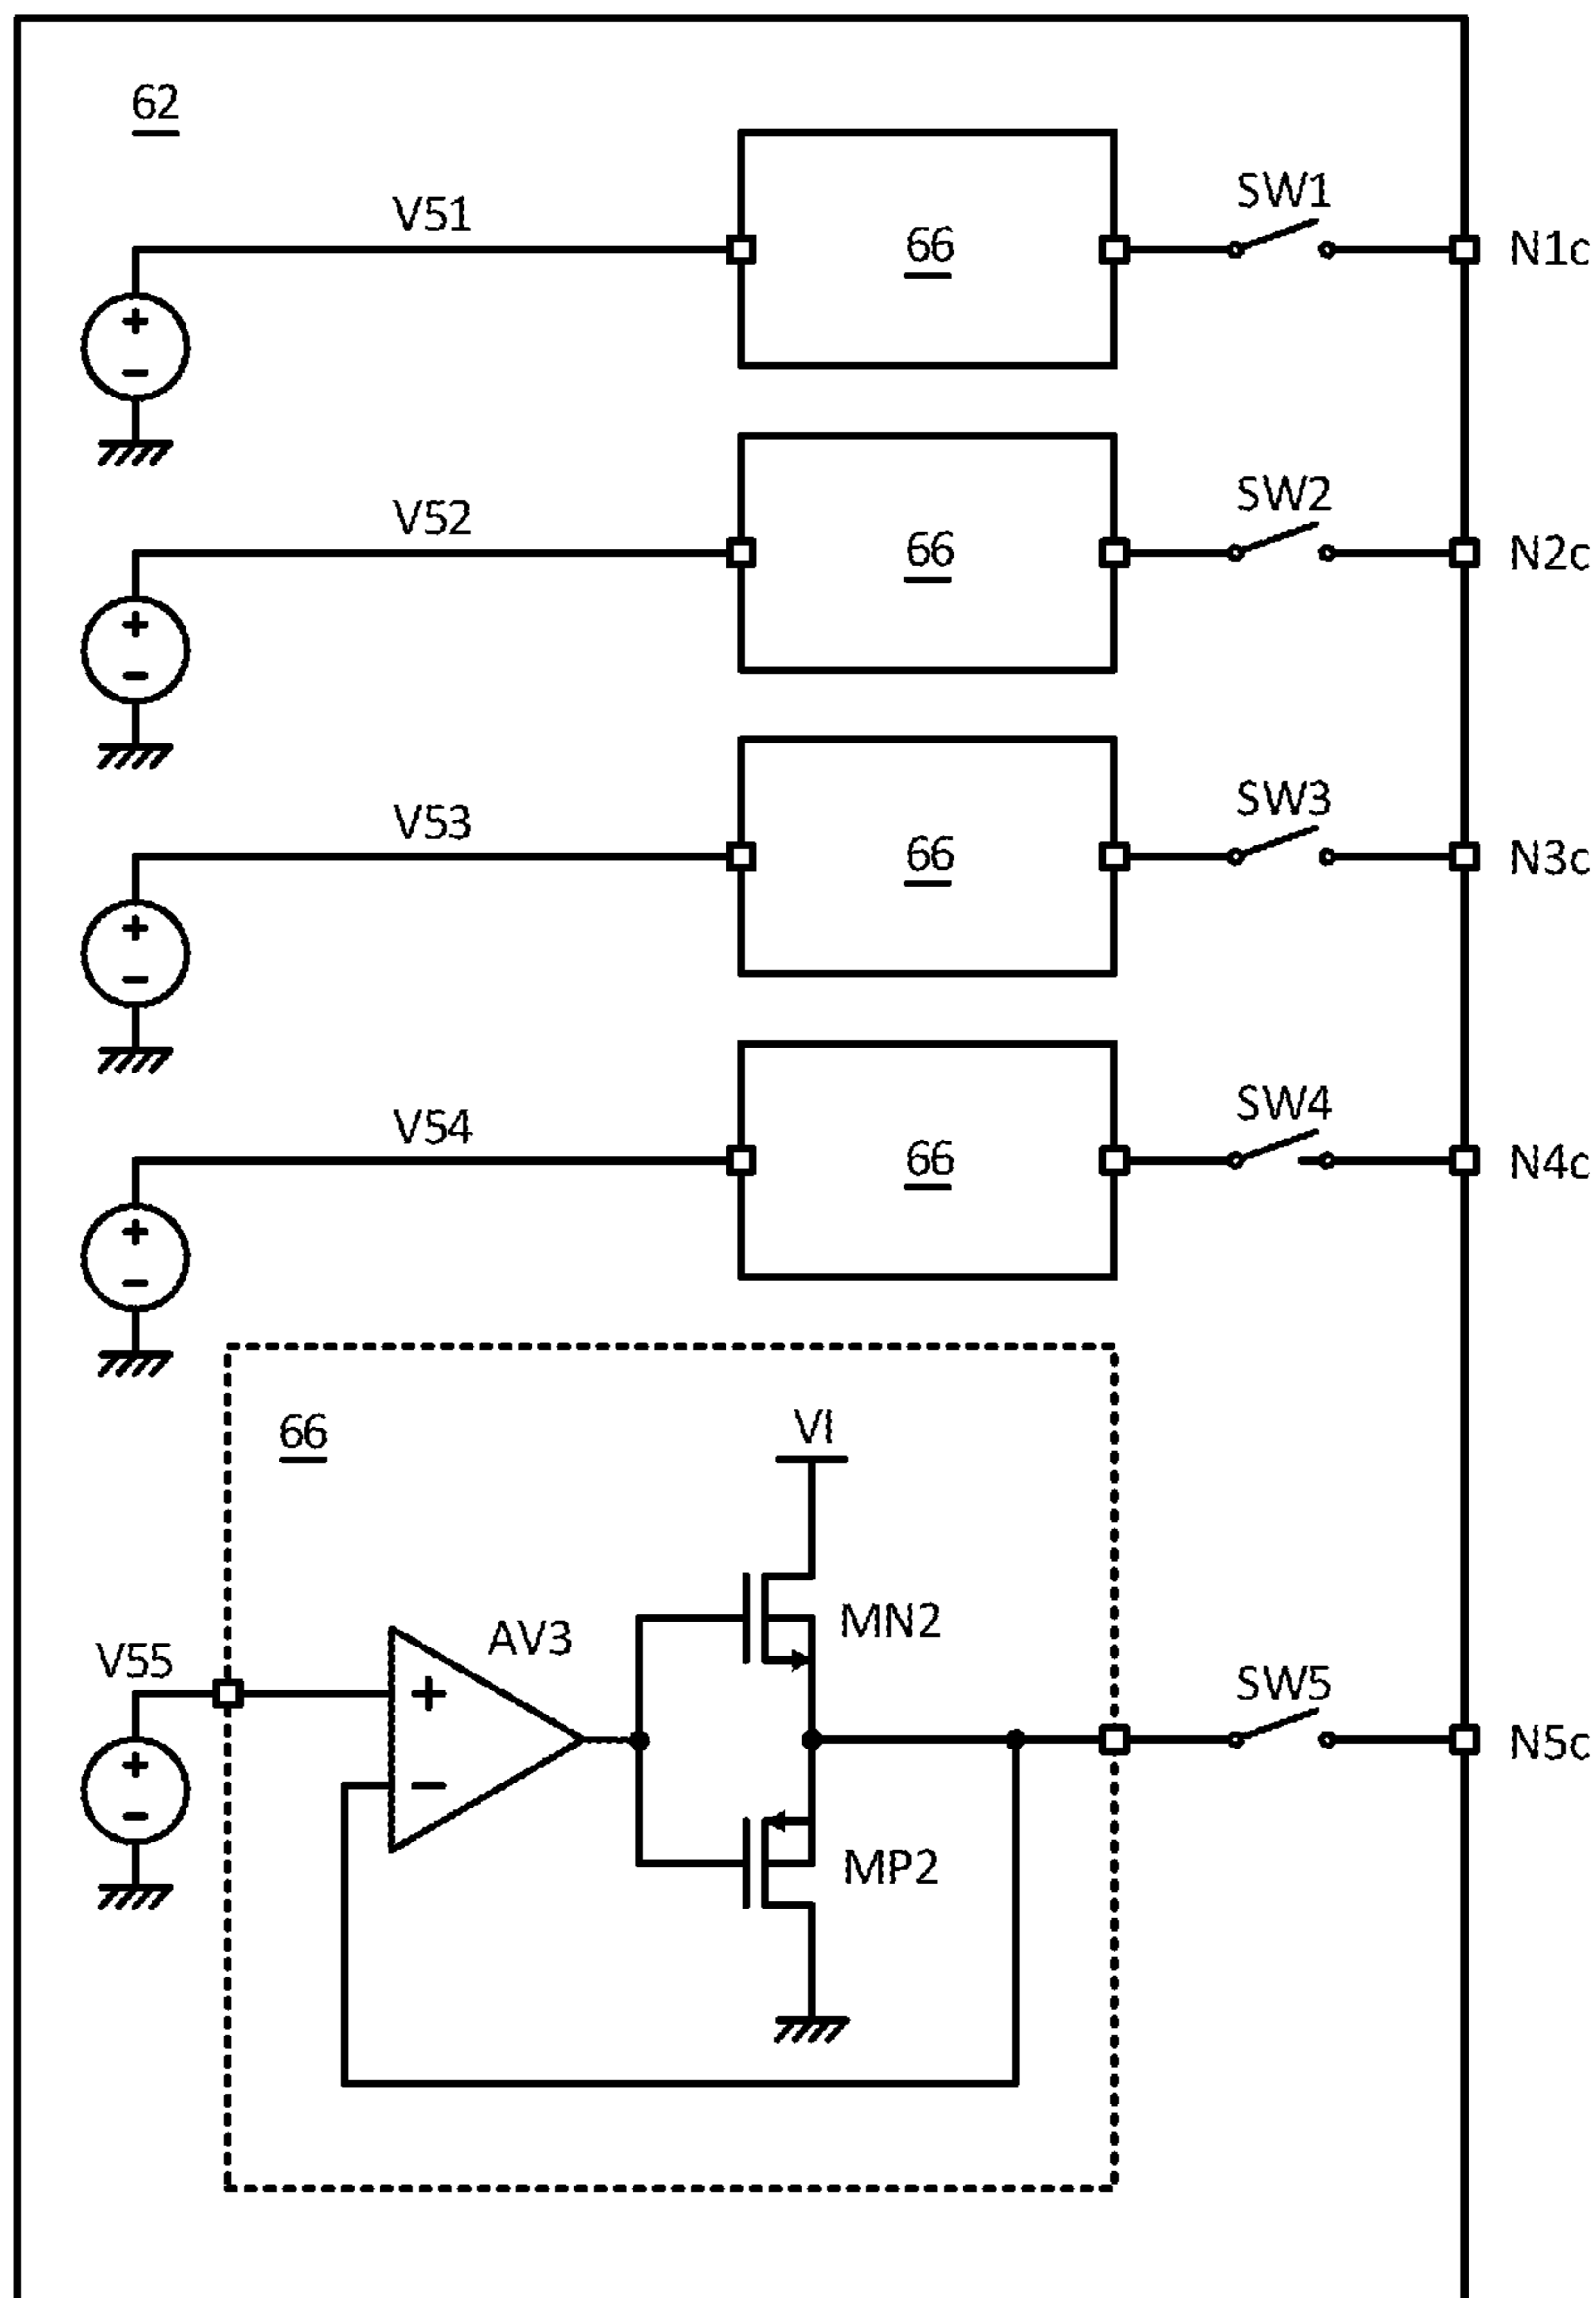 62
V51
66
SW1
N1c
+
−
V52
66
SW2
N2c
+
−
V53
66
SW3
N3c
+
−
V54
66
SW4
N4c
+
−
66
VI
MN2
AV3
V55
+
SW5
N5c
+
−
−
MP2